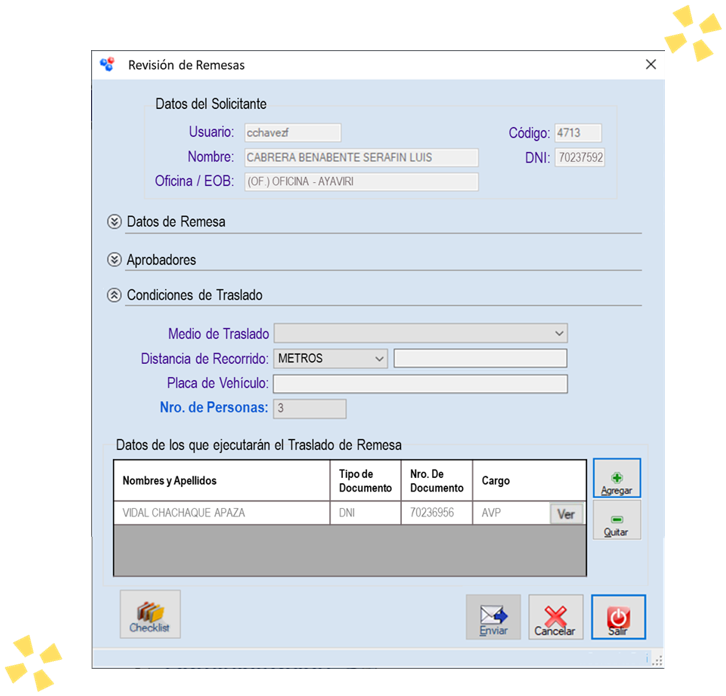 Revisión de Remesas
Datos del Solicitante
Usuario: cchavezf Código: 4713
Nombre: CABRERA BENABENTE SERAFIN LUIS DNI: 70237592
Oficina / EOB: (OF.) OFICINA - AYAVIRI
Datos de Remesa
Aprobadores
Condiciones de Traslado
Medio de Traslado
Distancia de Recorrido: METROS
Placa de Vehículo:
Nro. de Personas: 3
Datos de los que ejecutarán el Traslado de Remesa
Nombres y Apellidos Tipo de Documento Nro. De Documento Cargo
VIDAL CHACHAQUE APAZA DNI 70236956 AVP Ver
Agregar
Quitar
Checklist Enviar Cancelar Salir